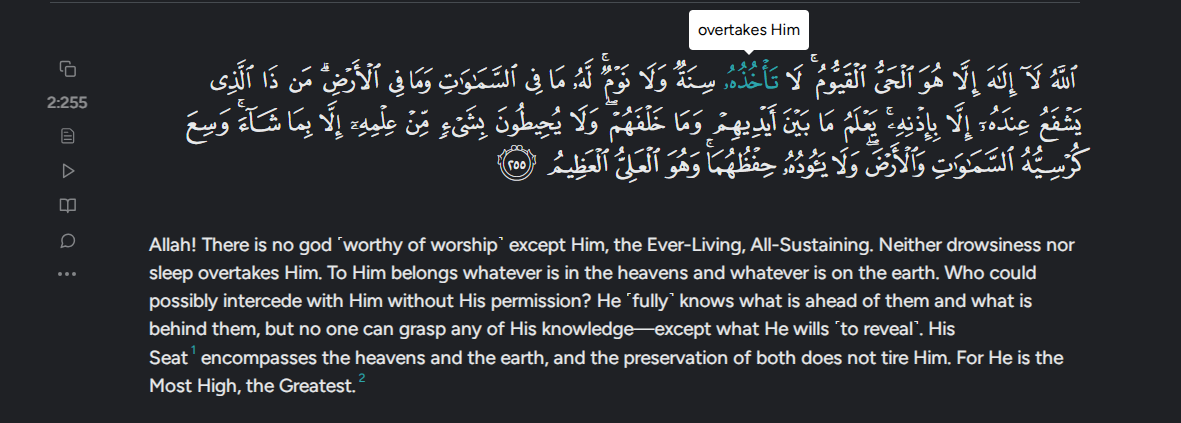 overtakes Him
ٱللَّهُ لَآ إِلَـٰهَ إِلَّا هُوَ ٱلْحَىُّ ٱلْقَيُّومُ ۚ لَا تَأْخُذُهُۥ سِنَةٌۭ وَلَا نَوْمٌۭ ۚ لَّهُۥ مَا فِى ٱلسَّمَـٰوَٰتِ وَمَا فِى ٱلْأَرْضِ ۗ مَن ذَا ٱلَّذِى
2:255
يَشْفَعُ عِندَهُۥٓ إِلَّا بِإِذْنِهِۦ ۚ يَعْلَمُ مَا بَيْنَ أَيْدِيهِمْ وَمَا خَلْفَهُمْ ۖ وَلَا يُحِيطُونَ بِشَىْءٍۢ مِّنْ عِلْمِهِۦٓ إِلَّا بِمَا شَآءَ ۚ وَسِعَ
كُرْسِيُّهُ ٱلسَّمَـٰوَٰتِ وَٱلْأَرْضَ ۖ وَلَا يَـُٔودُهُۥ حِفْظُهُمَا ۚ وَهُوَ ٱلْعَلِىُّ ٱلْعَظِيمُ ٢٥٥
Allah! There is no god ˹worthy of worship˺ except Him, the Ever-Living, All-Sustaining. Neither drowsiness nor
sleep overtakes Him. To Him belongs whatever is in the heavens and whatever is on the earth. Who could
possibly intercede with Him without His permission? He ˹fully˺ knows what is ahead of them and what is
behind them, but no one can grasp any of His knowledge—except what He wills ˹to reveal˺. His
Seat 1 encompasses the heavens and the earth, and the preservation of both does not tire Him. For He is the
Most High, the Greatest. 2